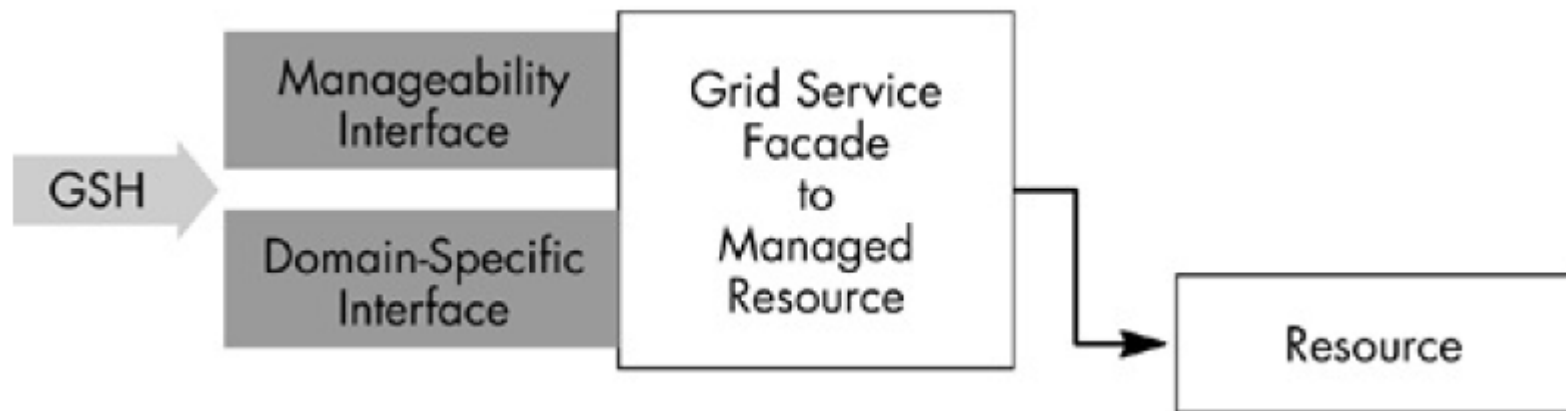 GSH
Manageability
Interface
Domain-Specific
Interface
Grid Service
Facade
to
Managed
Resource
Resource